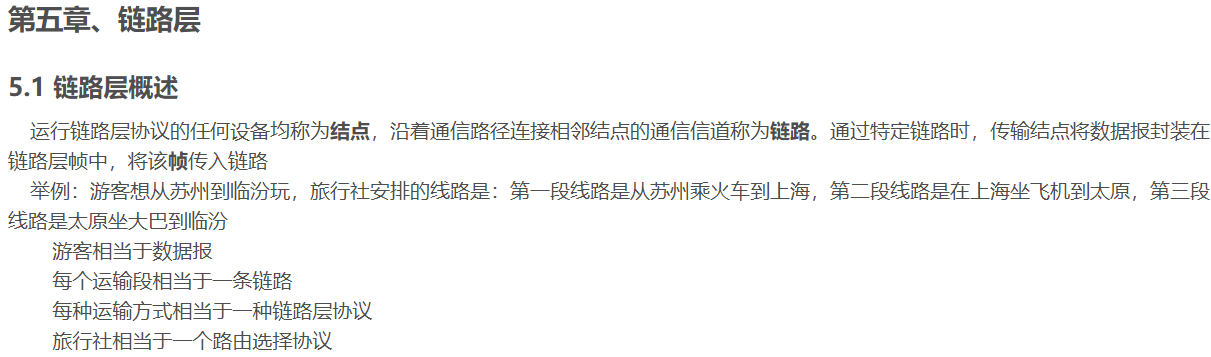 第五章、链路层
5.1 链路层概述
运行链路层协议的任何设备均称为结点，沿着通信路径连接相邻结点的通信信道称为链路。通过特定链路时，传输结点将数据报封装在
链路层帧中，将该帧传入链路
举例：游客想从苏州到临汾玩，旅行社安排的线路是：第一段线路是从苏州乘火车到上海，第二段线路是在上海坐飞机到太原，第三段
线路是太原坐大巴到临汾
游客相当于数据报
每个运输段相当于一条链路
每种运输方式相当于一种链路层协议
旅行社相当于一个路由选择协议